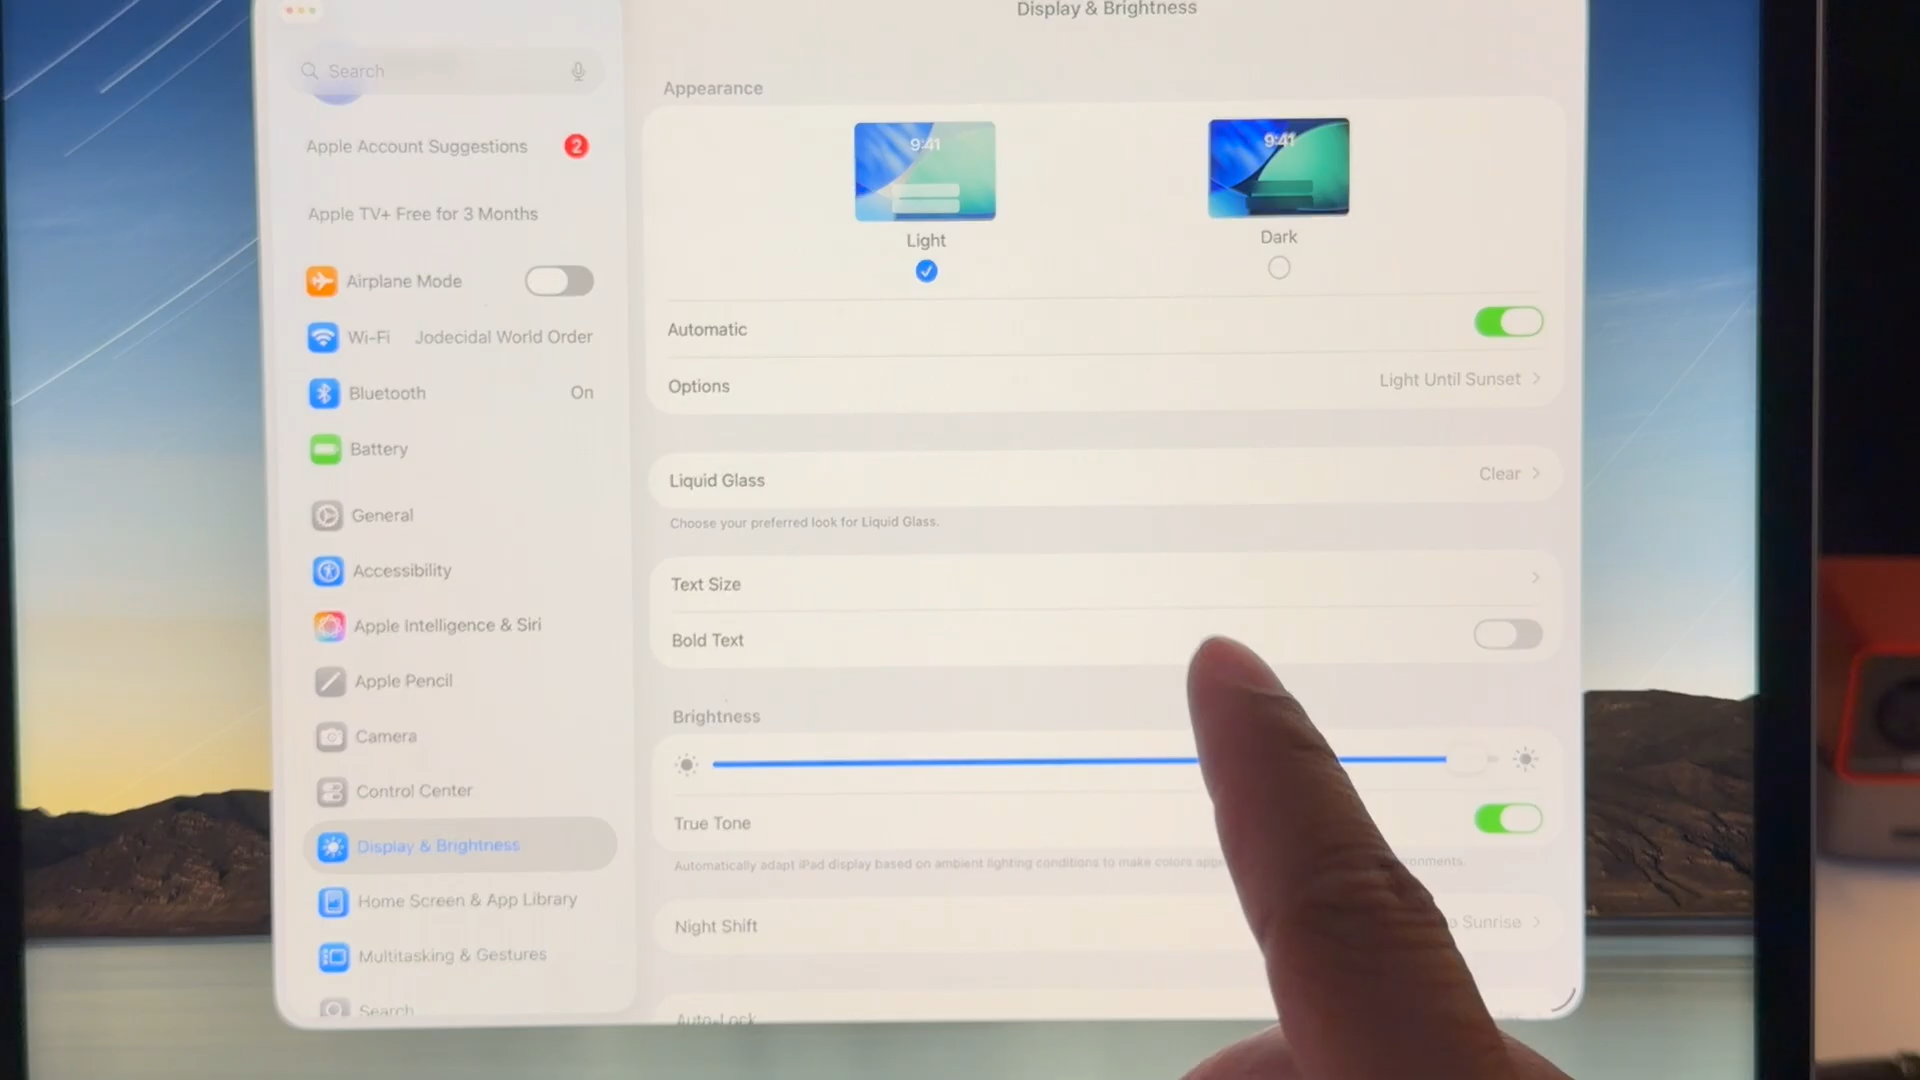 Display & Brightness
Search
Apple Account Suggestions 2
Apple TV+ Free for 3 Months
Airplane Mode
Wi-Fi Jodecidal World Order
Bluetooth On
Battery
General
Accessibility
Apple Intelligence & Siri
Apple Pencil
Camera
Control Center
Display & Brightness
Home Screen & App Library
Multitasking & Gestures
Search
Appearance
9:41
9:41
Light
Dark
Automatic
Options Light Until Sunset
Liquid Glass Clear
Choose your preferred look for Liquid Glass.
Text Size
Bold Text
Brightness
True Tone
Automatically adapt iPad display based on ambient lighting conditions to make colors
Night Shift Sunrise
Auto-Lock